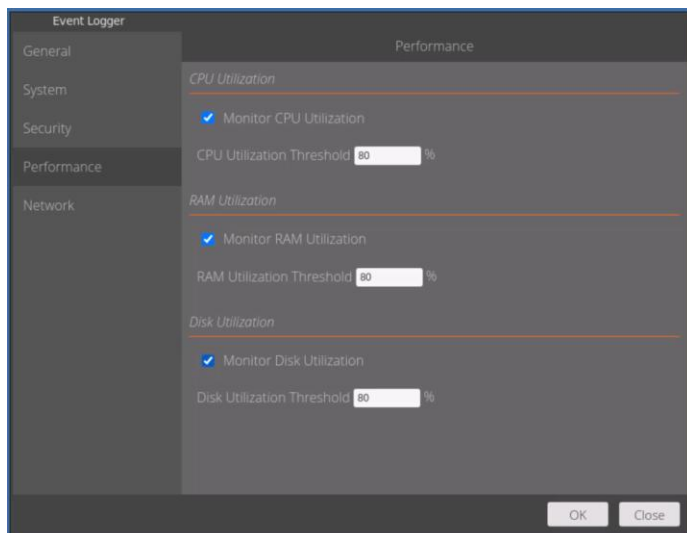 Event Logger
General
System
Security
Performance
Network
Performance
CPU Utilization
Monitor CPU Utilization
CPU Utilization Threshold 80 %
RAM Utilization
Monitor RAM Utilization
RAM Utilization Threshold 80 %
Disk Utilization
Monitor Disk Utilization
Disk Utilization Threshold 80 %
OK Close